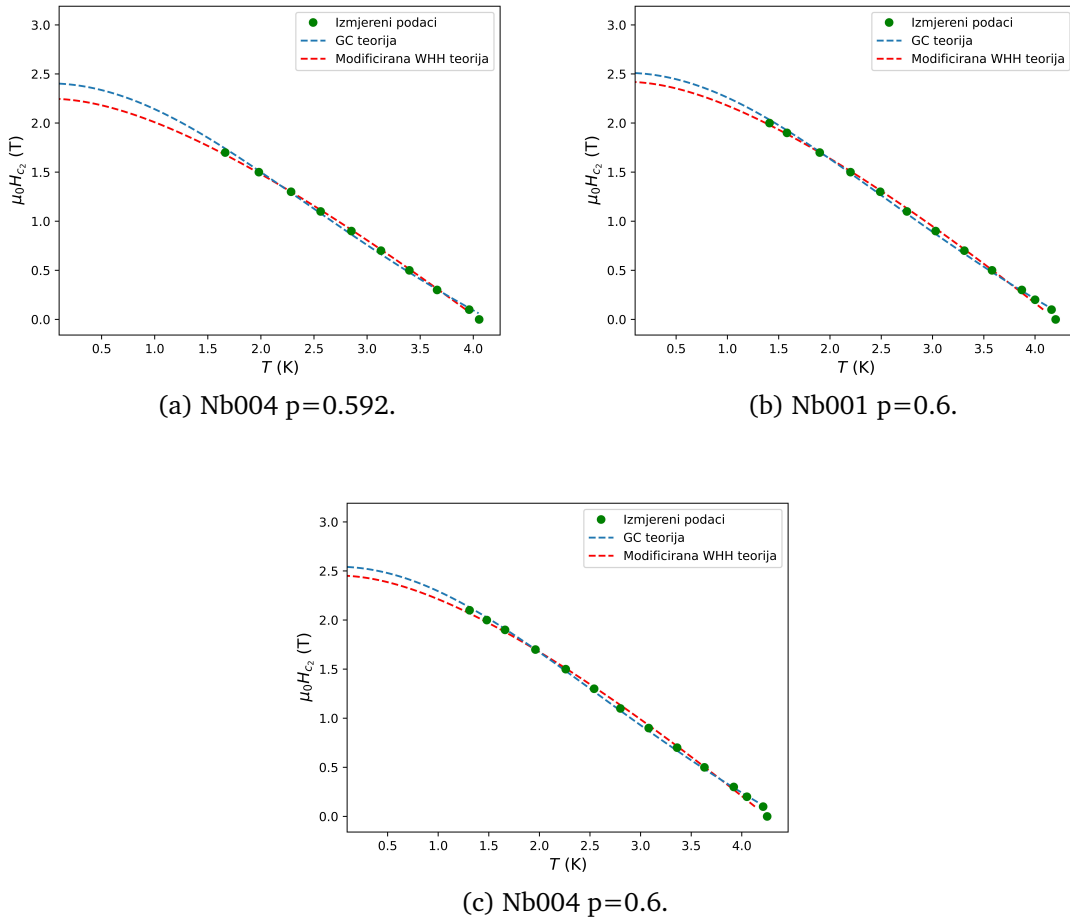 3.0
2.5
2.0
1.5
1.0
0.5
0.0
μ₀H_c₂ (T)
Izmjereni podaci
GC teorija
Modificirana WHH teorija
0.5 1.0 1.5 2.0 2.5 3.0 3.5 4.0
T (K)
(a) Nb004 p=0.592.
3.0
2.5
2.0
1.5
1.0
0.5
0.0
μ₀H_c₂ (T)
Izmjereni podaci
GC teorija
Modificirana WHH teorija
0.5 1.0 1.5 2.0 2.5 3.0 3.5 4.0
T (K)
(b) Nb001 p=0.6.
3.0
2.5
2.0
1.5
1.0
0.5
0.0
μ₀H_c₂ (T)
Izmjereni podaci
GC teorija
Modificirana WHH teorija
0.5 1.0 1.5 2.0 2.5 3.0 3.5 4.0
T (K)
(c) Nb004 p=0.6.